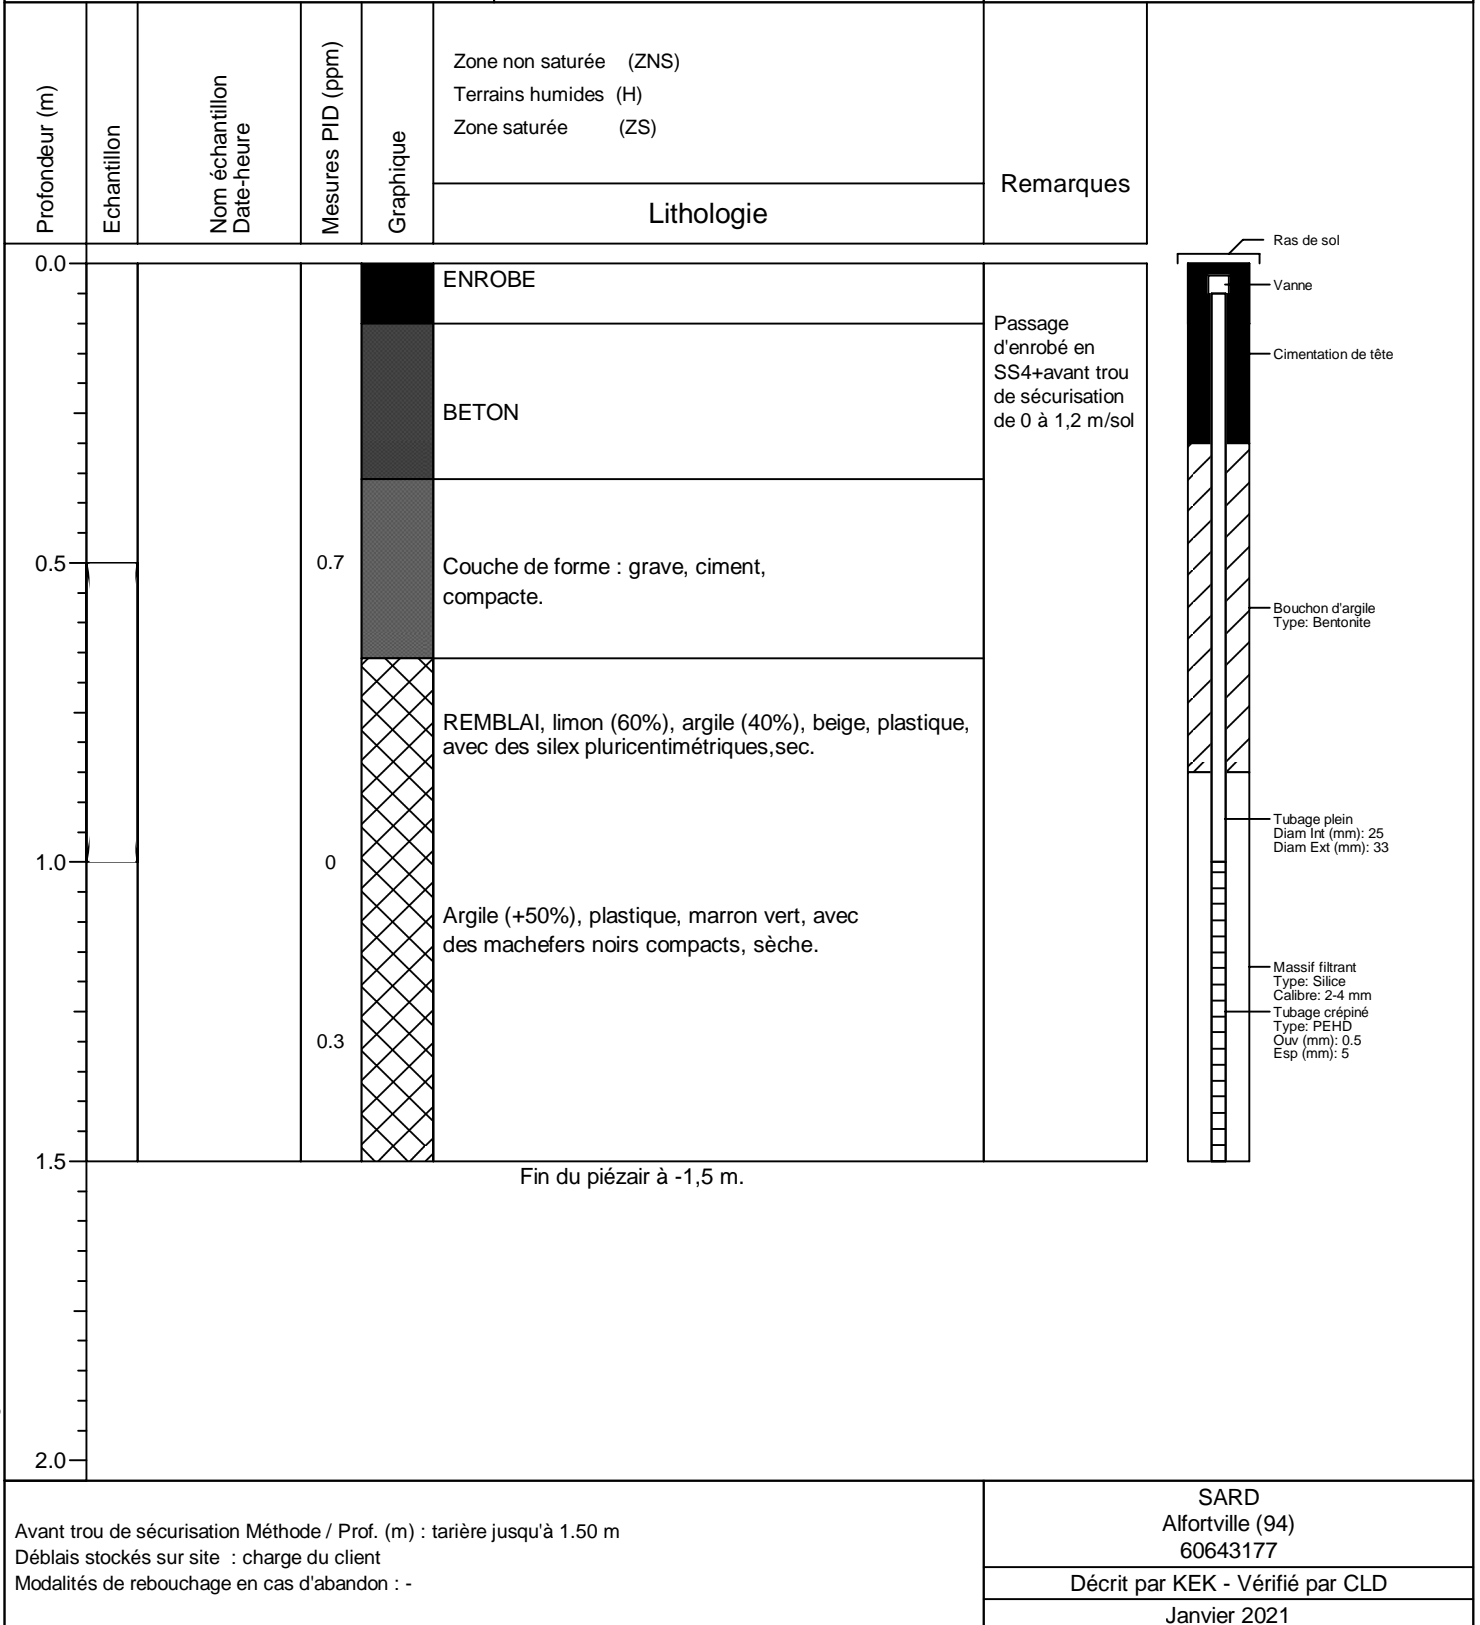 Profondeur (m)
Echantillon
Nom échantillon
Date-heure
Mesures PID (ppm)
Graphique
Zone non saturée (ZNS)
Terrains humides (H)
Zone saturée (ZS)
Lithologie
Remarques
Ras de sol
0.0
ENROBE
Vanne
Passage
d'enrobé en
SS4+avant trou
de sécurisation
de 0 à 1,2 m/sol
Cimentation de tête
BETON
0.5
0.7
Couche de forme : grave, ciment,
compacte.
Bouchon d'argile
Type: Bentonite
REMBLAI, limon (60%), argile (40%), beige, plastique,
avec des silex pluricentimétriques,sec.
Tubage plein
Diam Int (mm): 25
Diam Ext (mm): 33
1.0
0
Argile (+50%), plastique, marron vert, avec
des machefers noirs compacts, sèche.
Massif filtrant
Type: Silice
Calibre: 2-4 mm
Tubage crépiné
Type: PEHD
Ouv (mm): 0.5
Esp (mm): 5
0.3
1.5
Fin du piézair à -1,5 m.
2.0
Avant trou de sécurisation Méthode / Prof. (m) : tarière jusqu'à 1.50 m
Déblais stockés sur site : charge du client
Modalités de rebouchage en cas d'abandon : -
SARD
Alfortville (94)
60643177
Décrit par KEK - Vérifié par CLD
Janvier 2021